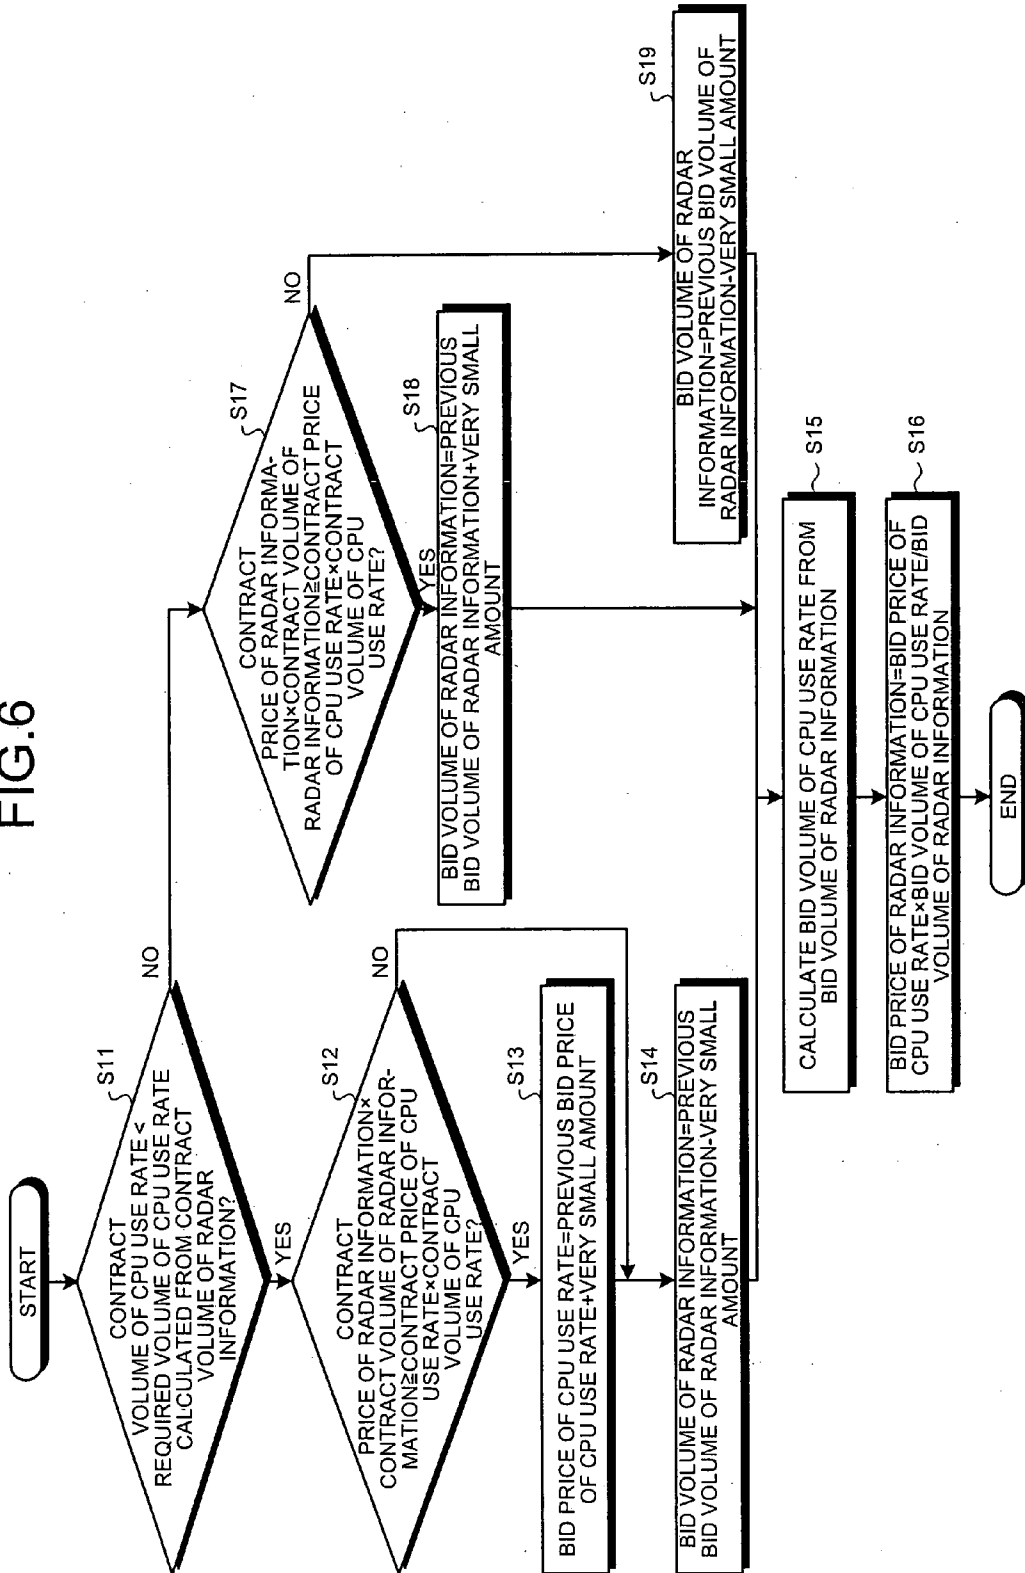 FIG.6
START
S11
CONTRACT
VOLUME OF CPU USE RATE <
REQUIRED VOLUME OF CPU USE RATE
CALCULATED FROM CONTRACT
VOLUME OF RADAR
INFORMATION?
NO
YES
S12
CONTRACT
PRICE OF RADAR INFORMATION×
CONTRACT VOLUME OF RADAR INFOR-
MATION≧CONTRACT PRICE OF CPU
USE RATE×CONTRACT
VOLUME OF CPU
USE RATE?
NO
YES
S13
BID PRICE OF CPU USE RATE=PREVIOUS BID PRICE
OF CPU USE RATE+VERY SMALL AMOUNT
S14
BID VOLUME OF RADAR INFORMATION=PREVIOUS
BID VOLUME OF RADAR INFORMATION-VERY SMALL
AMOUNT
S17
CONTRACT
PRICE OF RADAR INFORMA-
TION×CONTRACT VOLUME OF
RADAR INFORMATION≧CONTRACT PRICE
OF CPU USE RATE×CONTRACT
VOLUME OF CPU
USE RATE?
NO
YES
S18
BID VOLUME OF RADAR INFORMATION=PREVIOUS
BID VOLUME OF RADAR INFORMATION+VERY SMALL
AMOUNT
S19
BID VOLUME OF RADAR
INFORMATION=PREVIOUS BID VOLUME OF
RADAR INFORMATION-VERY SMALL AMOUNT
S15
CALCULATE BID VOLUME OF CPU USE RATE FROM
BID VOLUME OF RADAR INFORMATION
S16
BID PRICE OF RADAR INFORMATION=BID PRICE OF
CPU USE RATE×BID VOLUME OF CPU USE RATE/BID
VOLUME OF RADAR INFORMATION
END